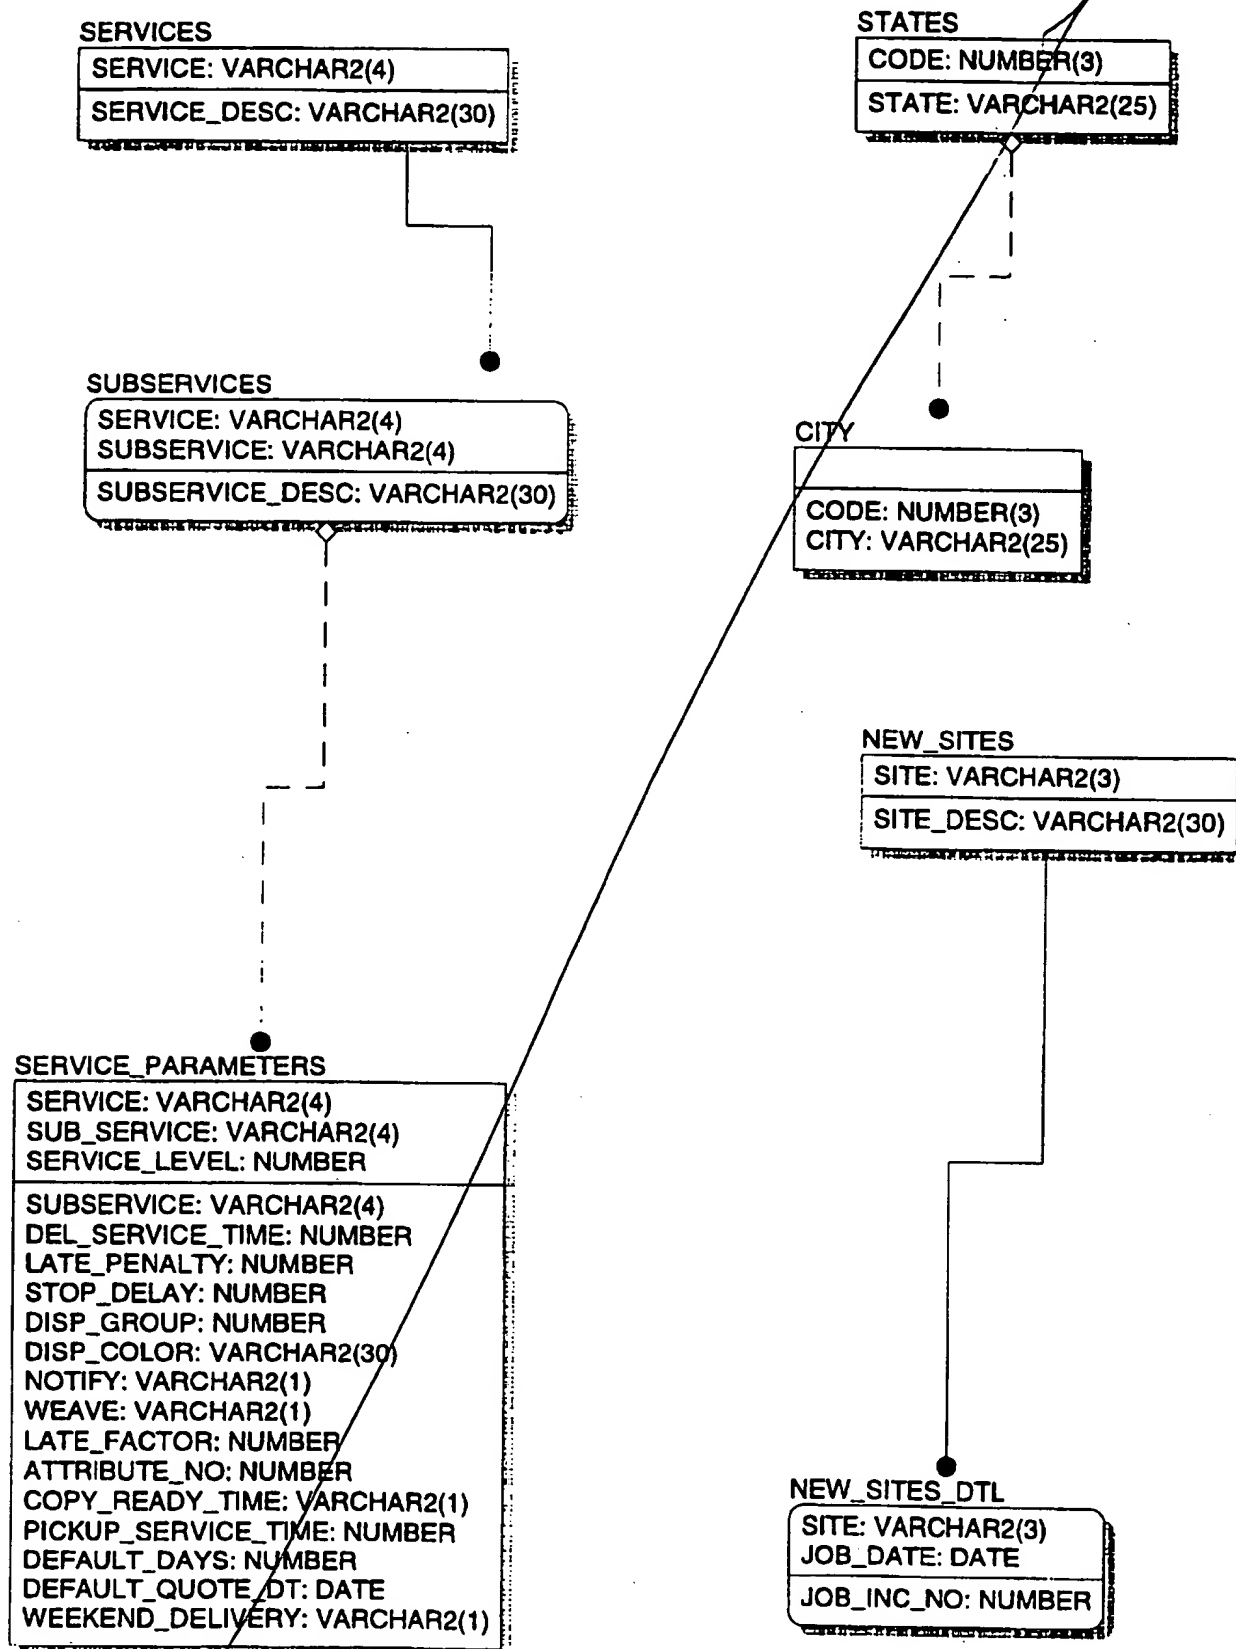 SERVICES
SERVICE: VARCHAR2(4)
SERVICE_DESC: VARCHAR2(30)
SUBSERVICES
SERVICE: VARCHAR2(4)
SUBSERVICE: VARCHAR2(4)
SUBSERVICE_DESC: VARCHAR2(30)
SERVICE_PARAMETERS
SERVICE: VARCHAR2(4)
SUB_SERVICE: VARCHAR2(4)
SERVICE_LEVEL: NUMBER
SUBSERVICE: VARCHAR2(4)
DEL_SERVICE_TIME: NUMBER
LATE_PENALTY: NUMBER
STOP_DELAY: NUMBER
DISP_GROUP: NUMBER
DISP_COLOR: VARCHAR2(30)
NOTIFY: VARCHAR2(1)
WEAVE: VARCHAR2(1)
LATE_FACTOR: NUMBER
ATTRIBUTE_NO: NUMBER
COPY_READY_TIME: VARCHAR2(1)
PICKUP_SERVICE_TIME: NUMBER
DEFAULT_DAYS: NUMBER
DEFAULT_QUOTE_DT: DATE
WEEKEND_DELIVERY: VARCHAR2(1)
STATES
CODE: NUMBER(3)
STATE: VARCHAR2(25)
CITY
CODE: NUMBER(3)
CITY: VARCHAR2(25)
NEW_SITES
SITE: VARCHAR2(3)
SITE_DESC: VARCHAR2(30)
NEW_SITES_DTL
SITE: VARCHAR2(3)
JOB_DATE: DATE
JOB_INC_NO: NUMBER